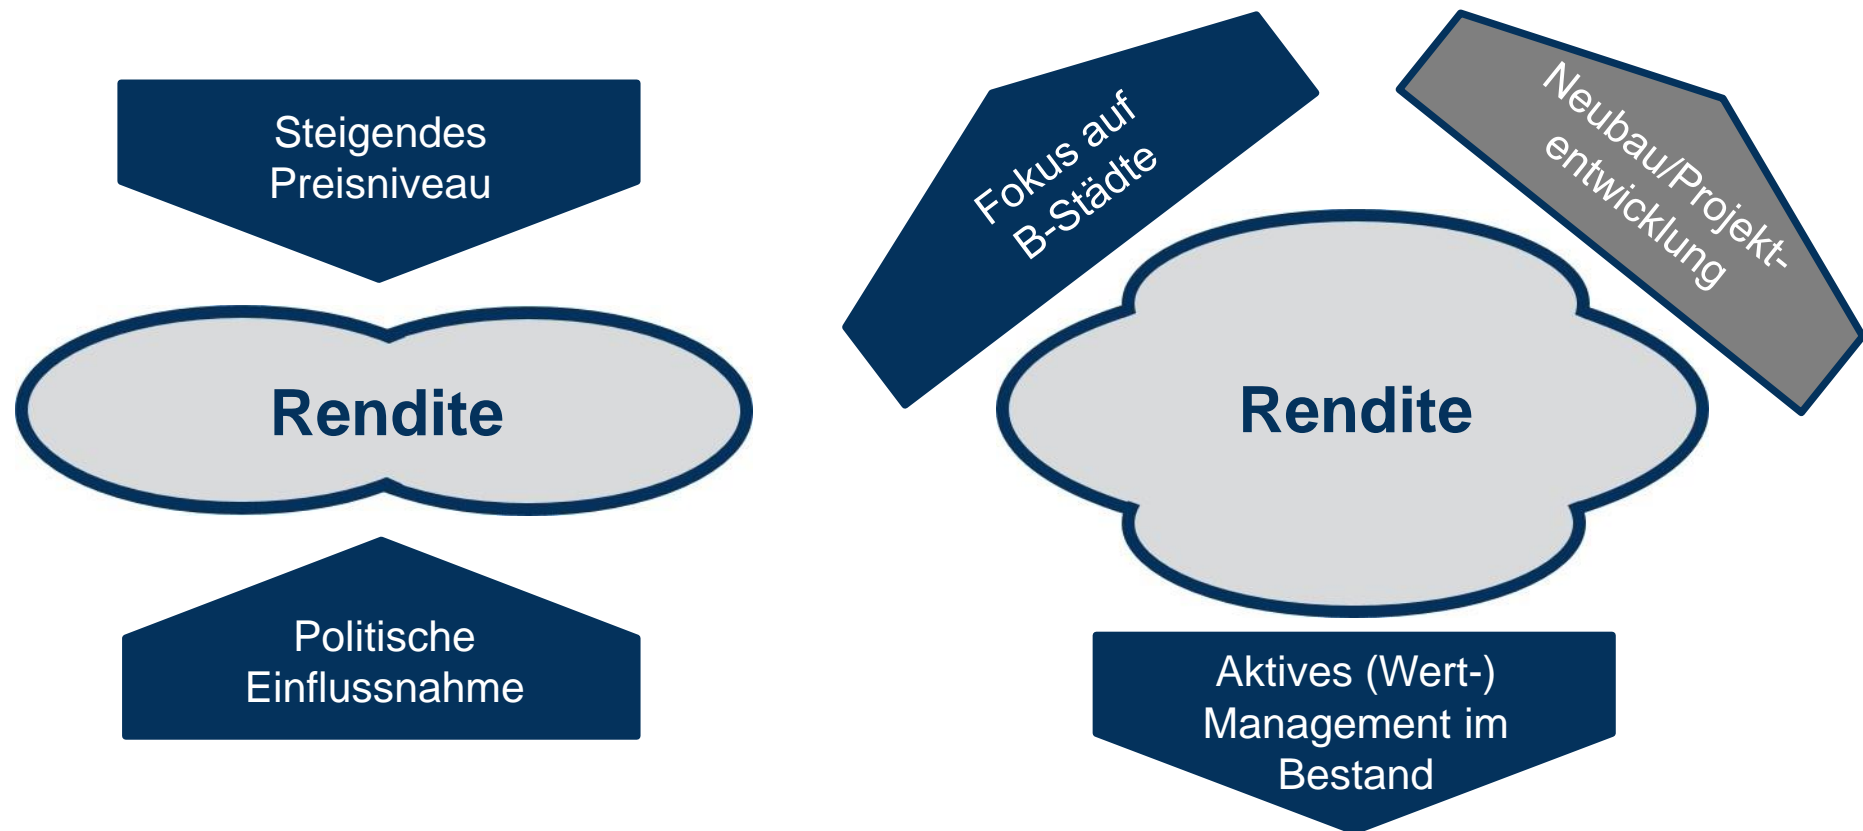 Steigendes
Preisniveau
Rendite
Politische
Einflussnahme
Fokus auf
B-Städte
Neubau/Projekt-
entwicklung
Rendite
Aktives (Wert-)
Management im
Bestand